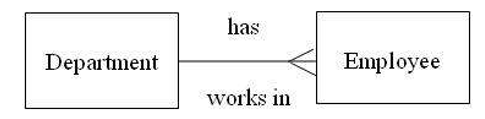 has
Department
Employee
works in